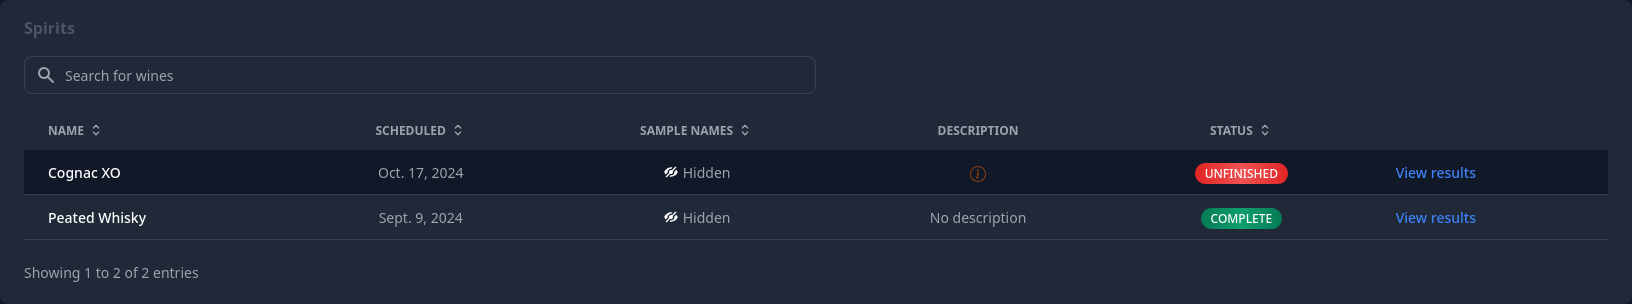 Spirits
Search for wines
NAME SCHEDULED SAMPLE NAMES DESCRIPTION STATUS
Cognac XO Oct. 17, 2024 Hidden UNFINISHED View results
Peated Whisky Sept. 9, 2024 Hidden No description COMPLETE View results
Showing 1 to 2 of 2 entries